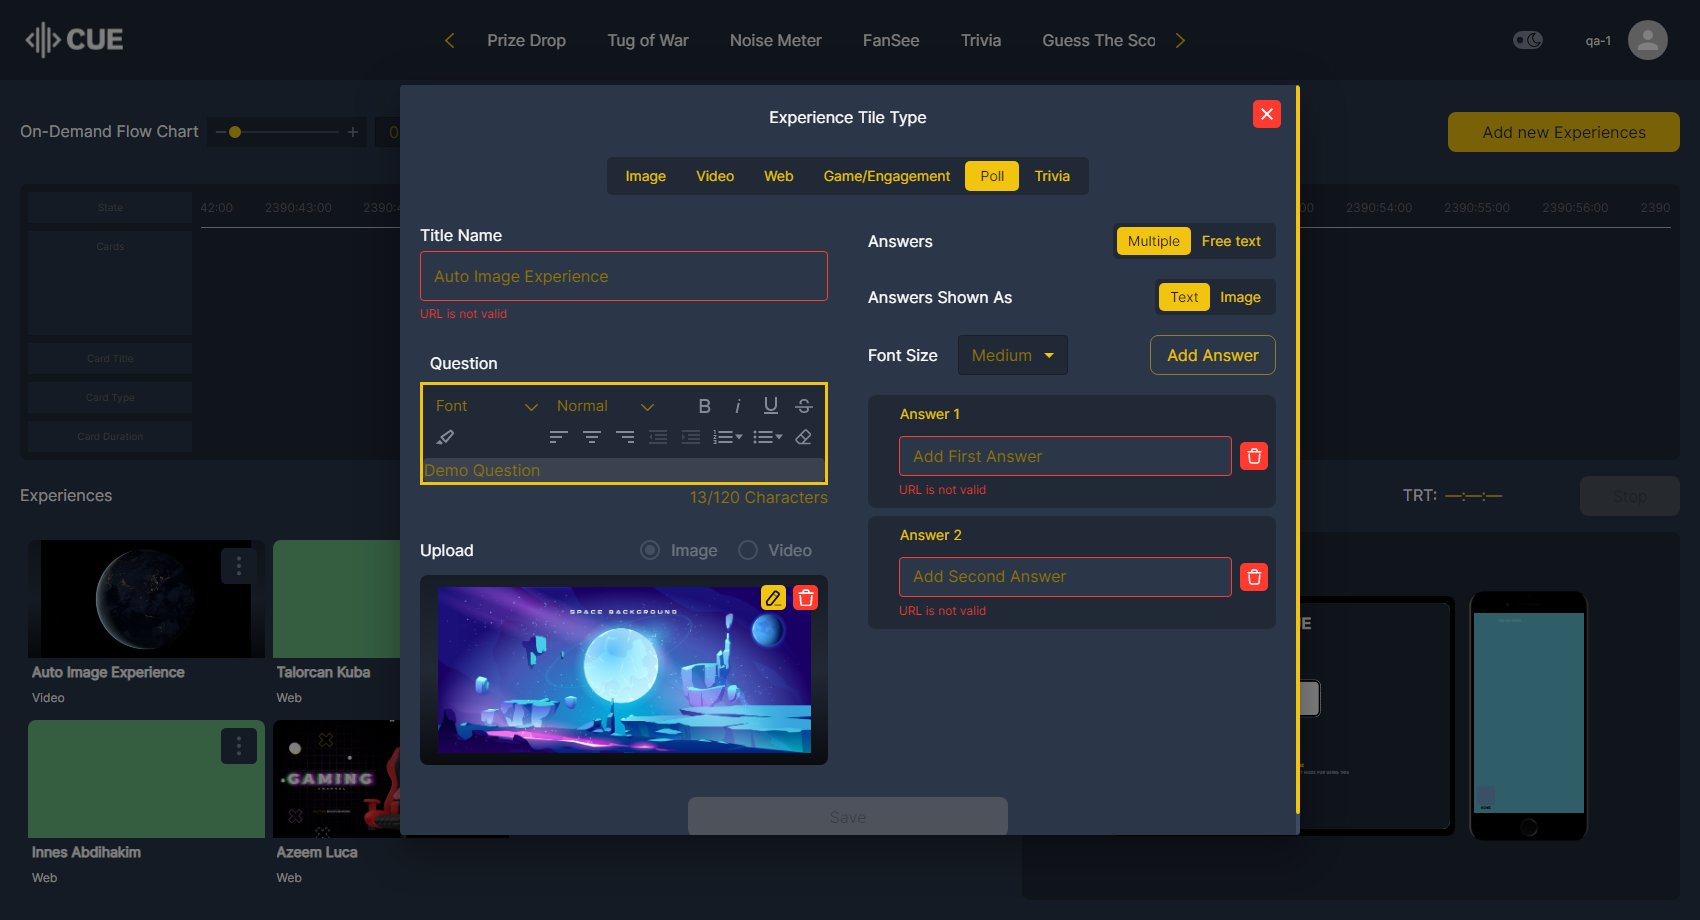 CUE
Prize Drop
Tug of War
Noise Meter
FanSee
Trivia
Guess The Sco
qa-1
On-Demand Flow Chart
0
Add new Experiences
Experience Tile Type
Image
Video
Web
Game/Engagement
Poll
Trivia
State
42:00
2390:43:00
2390:4
00
2390:54:00
2390:55:00
2390:56:00
2390
Cards
Card Title
Card Type
Card Duration
Title Name
Auto Image Experience
URL is not valid
Question
Font
Normal
B i U S
Demo Question
13/120 Characters
Upload
Image
Video
SPACE BACKGROUND
Answers
Multiple
Free text
Answers Shown As
Text
Image
Font Size
Medium
Add Answer
Answer 1
Add First Answer
URL is not valid
Answer 2
Add Second Answer
URL is not valid
Save
Experiences
TRT: —:—:—
Stop
Auto Image Experience
Video
Talorcan Kuba
Web
GAMING
Innes Abdihakim
Web
Azeem Luca
Web
UE